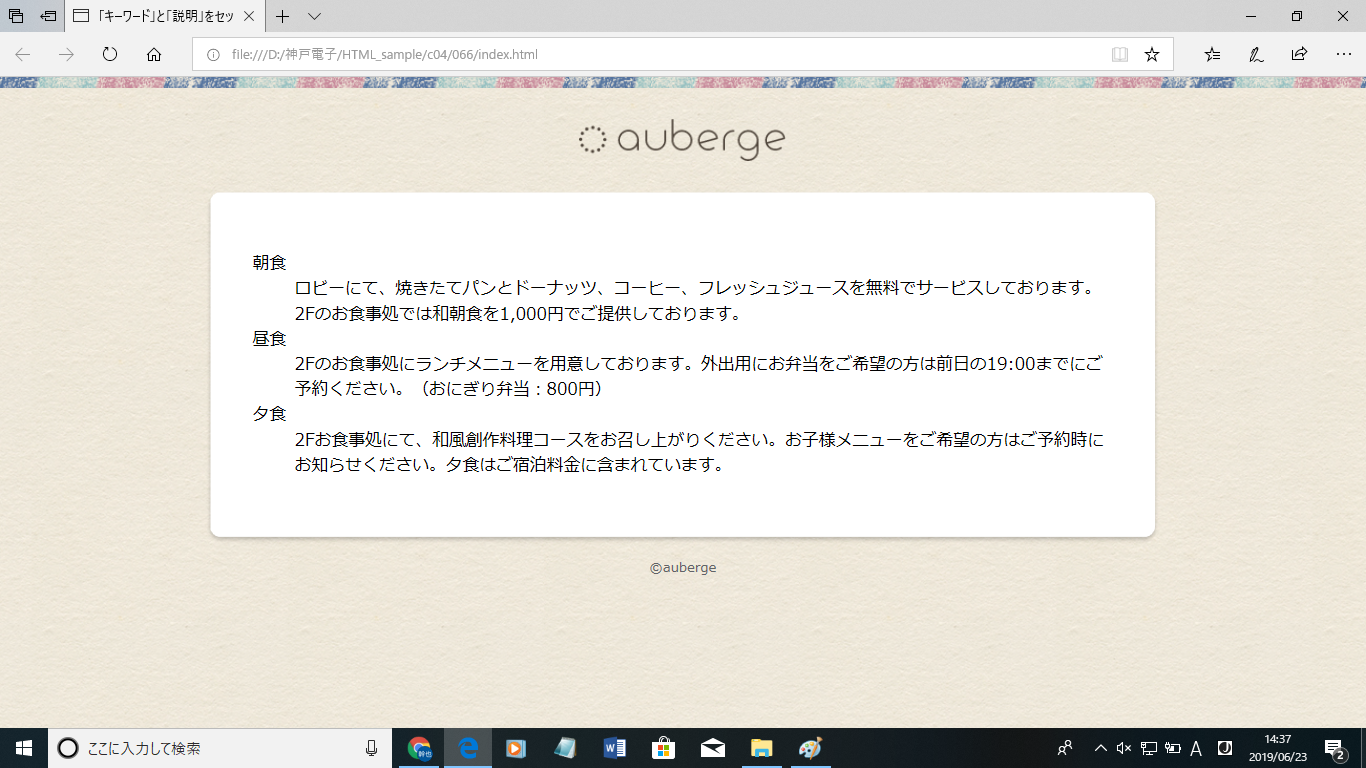 「キーワード」と「説明」をセッ
file:///D:/神戸電子/HTML_sample/c04/066/index.html
auberge
朝食
ロビーにて、焼きたてパンとドーナッツ、コーヒー、フレッシュジュースを無料でサービスしております。
2Fのお食事処では和朝食を1,000円でご提供しております。
昼食
2Fのお食事処にランチメニューを用意しております。外出用にお弁当をご希望の方は前日の19:00までにご
予約ください。（おにぎり弁当：800円）
夕食
2Fお食事処にて、和風創作料理コースをお召し上がりください。お子様メニューをご希望の方はご予約時に
お知らせください。夕食はご宿泊料金に含まれています。
©auberge
ここに入力して検索
A
14:37
2019/06/23
2